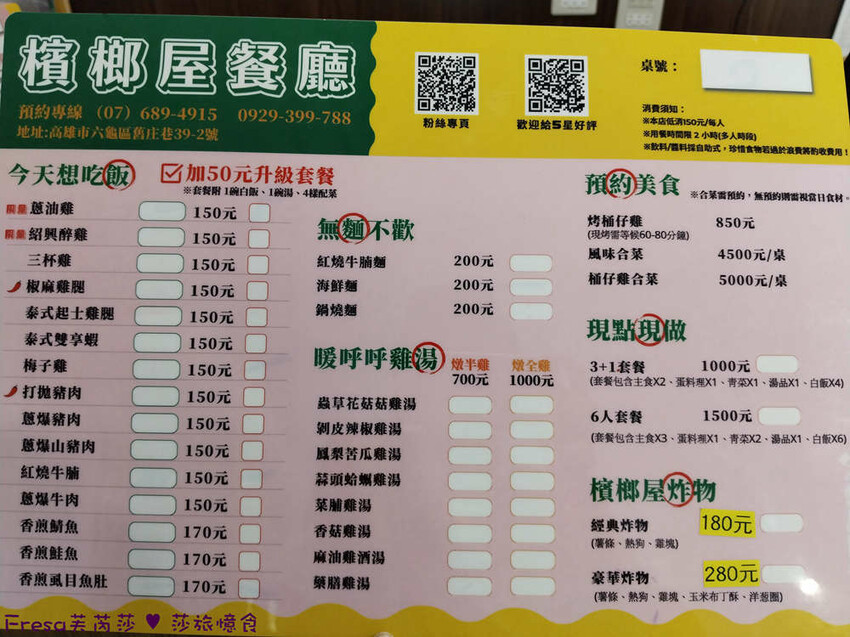 檳榔屋餐廳
預約專線 (07) 689-4915 0929-399-788
地址:高雄市六龜區舊庄巷39-2號
粉絲專頁
歡迎給5星好評
桌號：
消費須知：
※本店低消150元/每人
※用餐時間限 2 小時(多人時段)
※飲料/醬料採自助式，珍惜食物若過於浪費將酌收費用！
今天想吃飯
加50元升級套餐
※套餐附 1碗白飯、1碗湯、4樣配菜
限量 蔥油雞 150元
限量 紹興醉雞 150元
三杯雞 150元
椒麻雞腿 150元
泰式起士雞腿 150元
泰式雙享蝦 150元
梅子雞 150元
打拋豬肉 150元
蔥爆豬肉 150元
蔥爆山豬肉 150元
紅燒牛腩 150元
蔥爆牛肉 150元
香煎鯖魚 170元
香煎鮭魚 170元
香煎虱目魚肚 170元
無麵不歡
紅燒牛腩麵 200元
海鮮麵 200元
鍋燒麵 200元
暖呼呼雞湯
燉半雞 燉全雞
700元 1000元
蟲草花菇菇雞湯
剝皮辣椒雞湯
鳳梨苦瓜雞湯
蒜頭蛤蠣雞湯
菜脯雞湯
香菇雞湯
麻油雞酒湯
藥膳雞湯
預約美食 ※合菜需預約，無預約則需視當日食材。
烤桶仔雞 850元
(現烤需等候60-80分鐘)
風味合菜 4500元/桌
桶仔雞合菜 5000元/桌
現點現做
3+1套餐 1000元
(套餐包含主食X2、蛋料理X1、青菜X1、湯品X1、白飯X4)
6人套餐 1500元
(套餐包含主食X3、蛋料理X1、青菜X2、湯品X1、白飯X6)
檳榔屋炸物
經典炸物 180元
(薯條、熱狗、雞塊)
豪華炸物 280元
(薯條、熱狗、雞塊、玉米布丁酥、洋蔥圈)
Eresa芙芮莎 ♥ 莎旅憶食